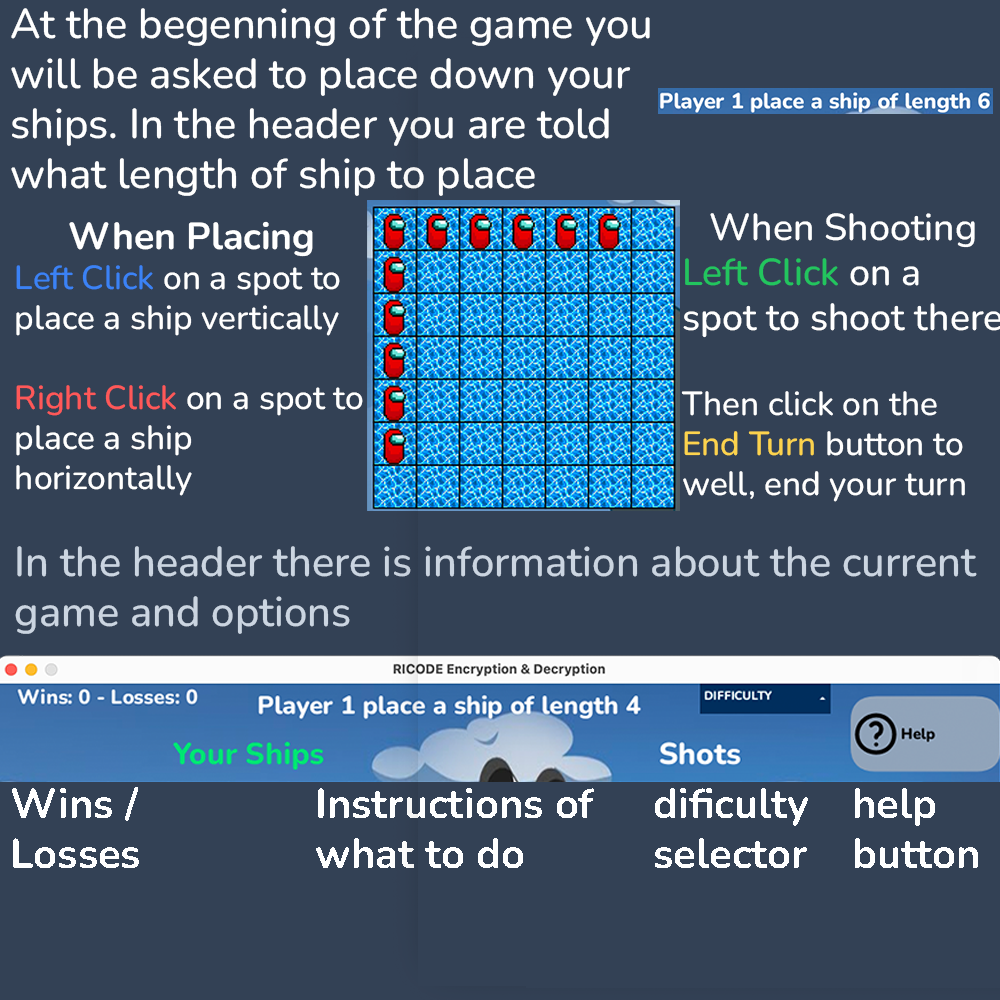 At the begenning of the game you
will be asked to place down your
ships. In the header you are told
what length of ship to place
Player 1 place a ship of length 6
When Placing
Left Click on a spot to
place a ship vertically
Right Click on a spot to
place a ship
horizontally
When Shooting
Left Click on a
spot to shoot there
Then click on the
End Turn button to
well, end your turn
In the header there is information about the current
game and options
RICODE Encryption & Decryption
Wins: 0 - Losses: 0
Player 1 place a ship of length 4
DIFFICULTY
Help
Your Ships
Shots
Wins /
Losses
Instructions of
what to do
dificulty
selector
help
button